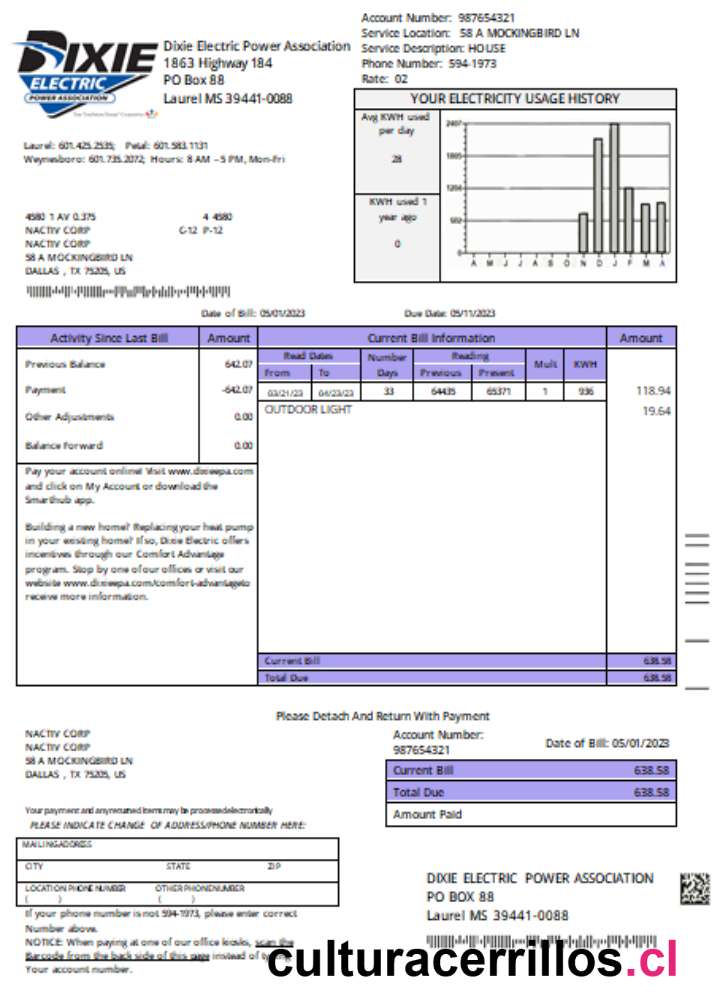 DIXIE
ELECTRIC
POWER ASSOCIATION
Dixie Electric Power Association
1863 Highway 184
PO Box 88
Laurel MS 39441-0088
Account Number: 987654321
Service Location: 58 A MOCKINGBIRD LN
Service Description: HOUSE
Phone Number: 594-1973
Rate: 02
YOUR ELECTRICITY USAGE HISTORY
Avg KWH used
per day
28
KWH used 1
year ago
0
2407
1805
1204
602
0
A M J J A S O N D J F M A
Laurel: 601.425.2535; Petal: 601.583.1131
Waynesboro: 601.735.2072; Hours: 8 AM – 5 PM, Mon-Fri
4580 1 AV 0.375 4 4580
NACTIV CORP C-12 P-12
NACTIV CORP
58 A MOCKINGBIRD LN
DALLAS , TX 75205, US
Date of Bill: 05/01/2023 Due Date: 05/11/2023
Activity Since Last Bill Amount
Previous Balance 642.07
Payment -642.07
Other Adjustments 0.00
Balance Forward 0.00
Current Bill Information Amount
Read Dates Number Reading Mult KWH
From To Days Previous Present
03/21/23 04/23/23 33 64435 65371 1 936 118.94
OUTDOOR LIGHT 19.64
Pay your account online! Visit www.dixieepa.com
and click on My Account or download the
Smarthub app.
Building a new home? Replacing your heat pump
in your existing home? If so, Dixie Electric offers
incentives through our Comfort Advantage
program. Stop by one of our offices or visit our
website www.dixieepa.com/comfort-advantageto
receive more information.
Current Bill 638.58
Total Due 638.58
Please Detach And Return With Payment
NACTIV CORP
NACTIV CORP
58 A MOCKINGBIRD LN
DALLAS , TX 75205, US
Account Number:
987654321
Date of Bill: 05/01/2023
Current Bill 638.58
Total Due 638.58
Amount Paid
Your payment and any returned items may be processed electronically
PLEASE INDICATE CHANGE OF ADDRESS/PHONE NUMBER HERE:
MAILING ADDRESS
CITY STATE ZIP
LOCATION PHONE NUMBER OTHER PHONE NUMBER
( ) ( )
If your phone number is not 594-1973, please enter correct
Number above.
NOTICE: When paying at one of our office kiosks, scan the
Barcode from the back side of this page instead of
Your account number.
DIXIE ELECTRIC POWER ASSOCIATION
PO BOX 88
Laurel MS 39441-0088
culturacerrillos.cl